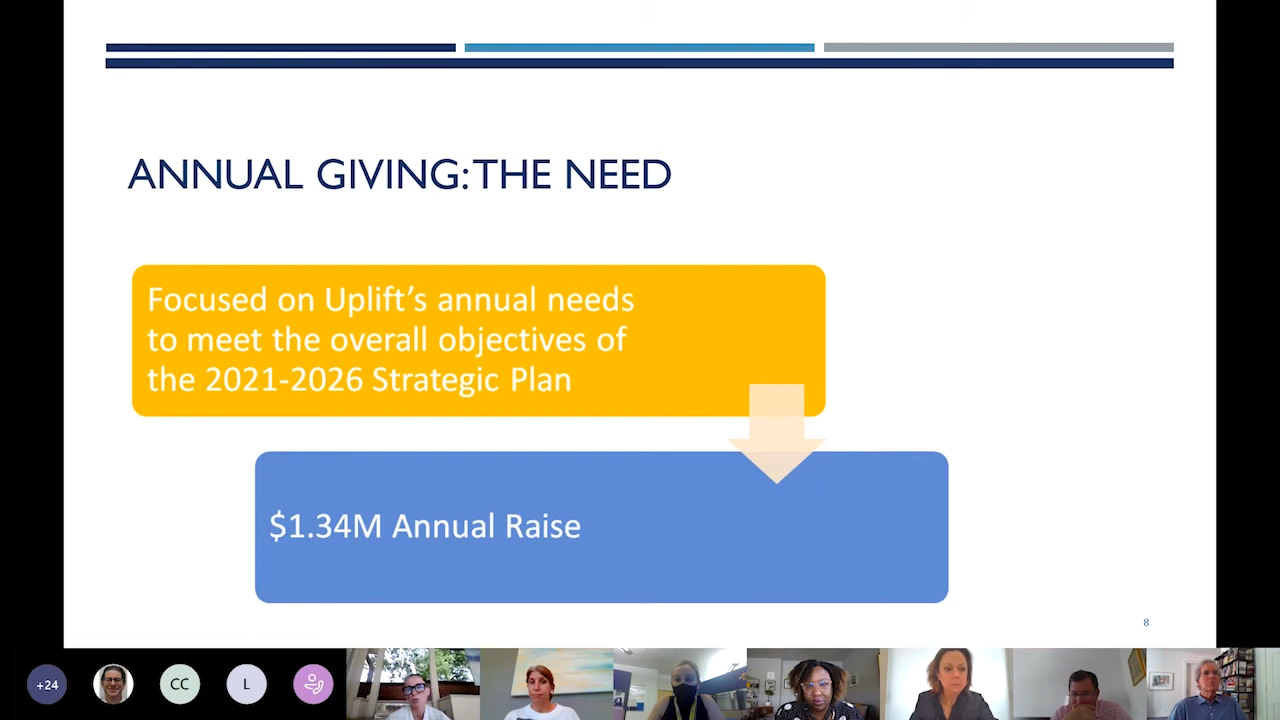 ANNUAL GIVING: THE NEED
Focused on Uplift’s annual needs
to meet the overall objectives of
the 2021-2026 Strategic Plan
$1.34M Annual Raise
8
+24
CC
L